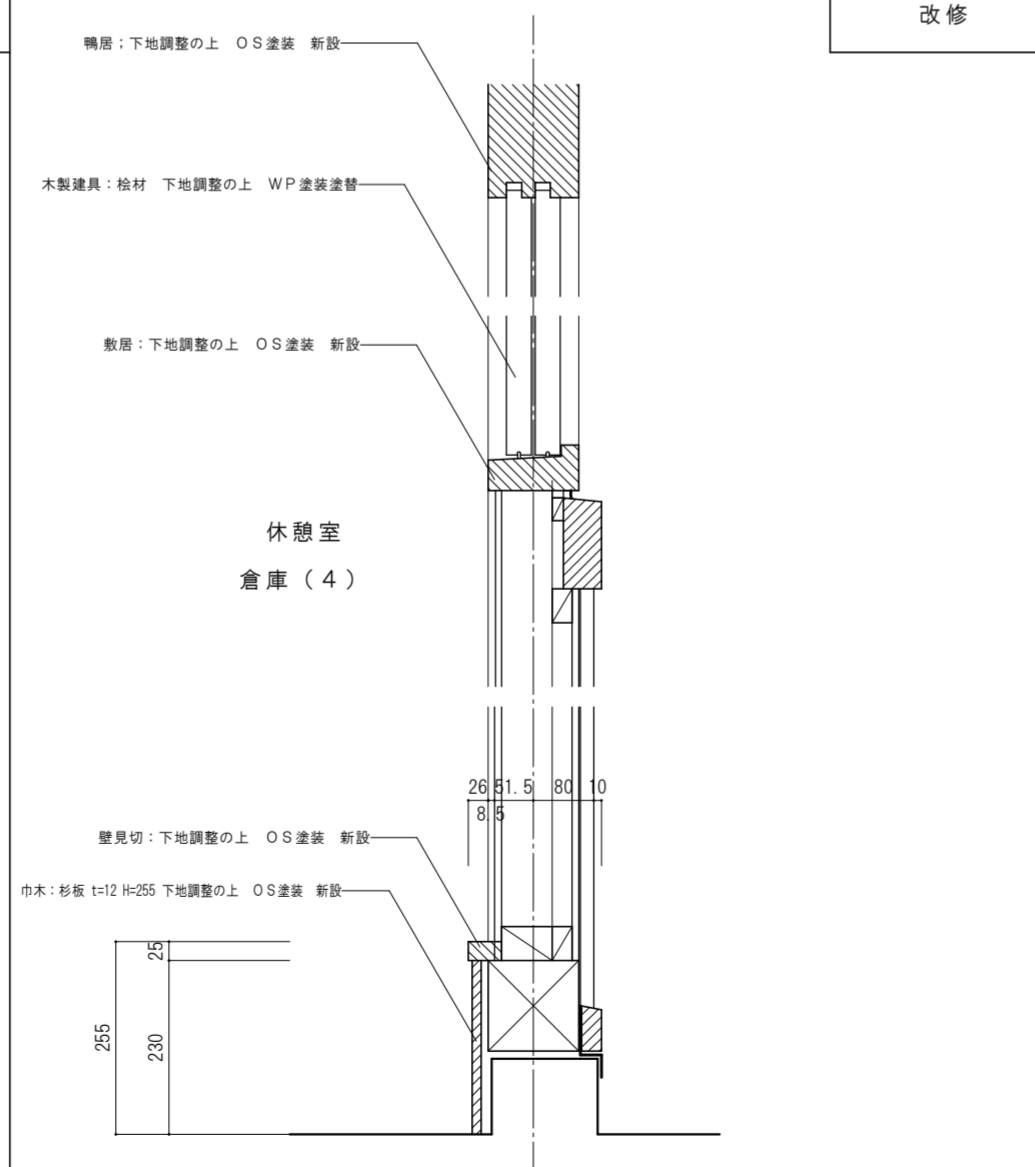 改修
鴨居；下地調整の上　ＯＳ塗装　新設
木製建具：桧材　下地調整の上　ＷＰ塗装塗替
敷居：下地調整の上　ＯＳ塗装　新設
休憩室
倉庫（４）
26 51.5 80 10
8.5
壁見切：下地調整の上　ＯＳ塗装　新設
巾木：杉板 t=12 H=255 下地調整の上　ＯＳ塗装　新設
25
255
230